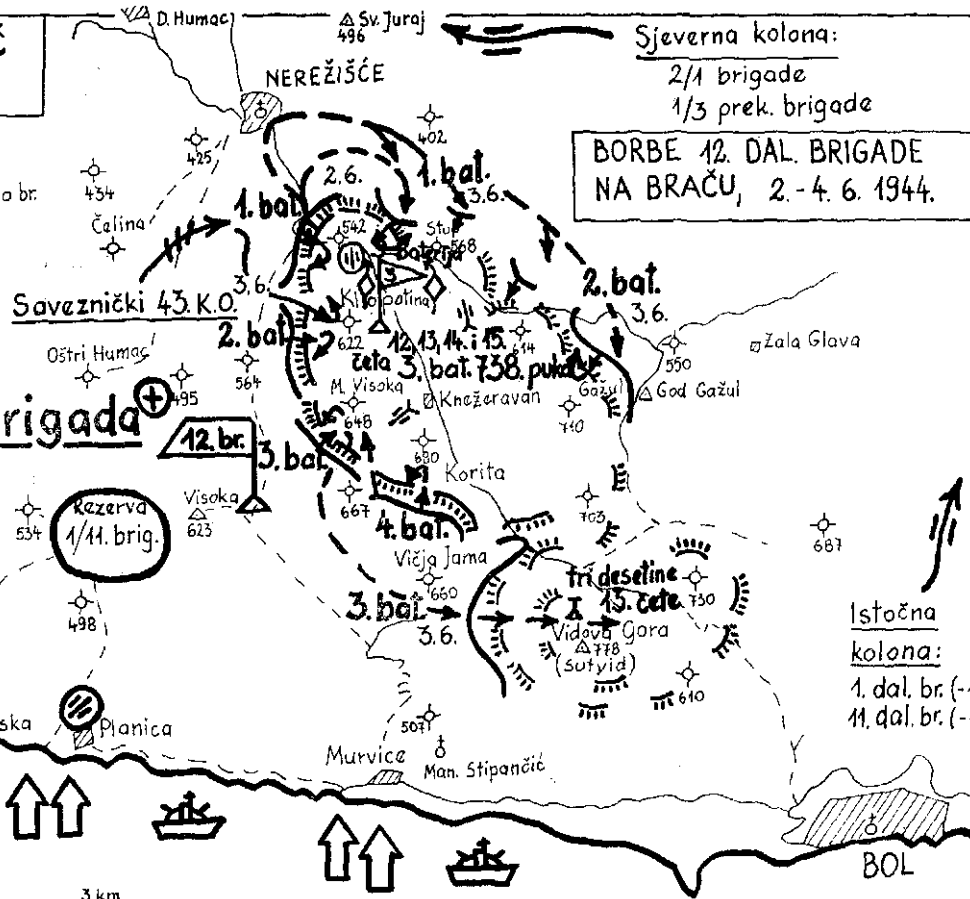 D. Humac
Sv. Juraj
496
Sjeverna kolona:
2/1 brigade
1/3 prek. brigade
NEREŽIŠĆE
BORBE 12. DAL. BRIGADE
NA BRAČU, 2.-4. 6. 1944.
402
425
434
a br.
Čelina
2.6.
1. bat.
3.6.
1. bat.
542
Stup
568
baterija
Saveznički 43. K.O.
3.6.
2. bat.
3.6.
2. bat.
622
12, 13, 14. i 15.
četa 3. bat. 738. puka
614
550
Žala Glava
Oštri Humac
564
495
M. Visoka
648
Knežeravan
Gažul
God Gažul
710
rigada
12. br.
3. bat.
680
Korita
Visoka
623
667
4. bat.
703
687
534
Rezerva
1/11. brig.
Vičja Jama
660
tri desetine
13. čete
730
498
3. bat.
3.6.
Vidova Gora
778
(Sutvid)
610
Istočna
kolona:
1. dal. br. (-
11. dal. br. (-
ska
Planica
507
Murvice
Man. Stipančić
BOL
3 km